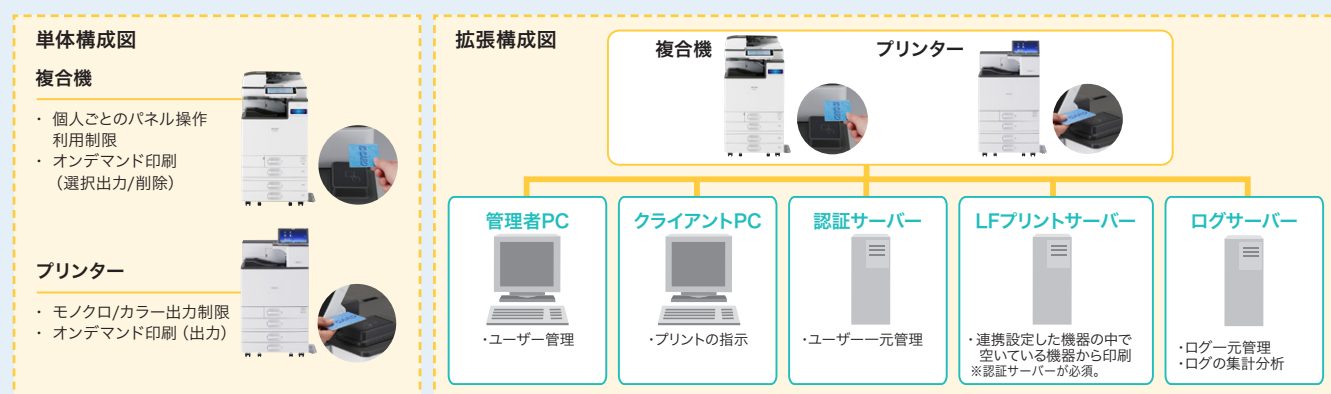 単体構成図
複合機
・ 個人ごとのパネル操作
利用制限
・ オンデマンド印刷
（選択出力/削除）
プリンター
・ モノクロ/カラー出力制限
・ オンデマンド印刷（出力）
拡張構成図
複合機
プリンター
管理者PC
・ユーザー管理
クライアントPC
・プリントの指示
認証サーバー
・ユーザー一元管理
LFプリントサーバー
・連携設定した機器の中で
空いている機器から印刷
※認証サーバーが必須。
ログサーバー
・ログ一元管理
・ログの集計分析